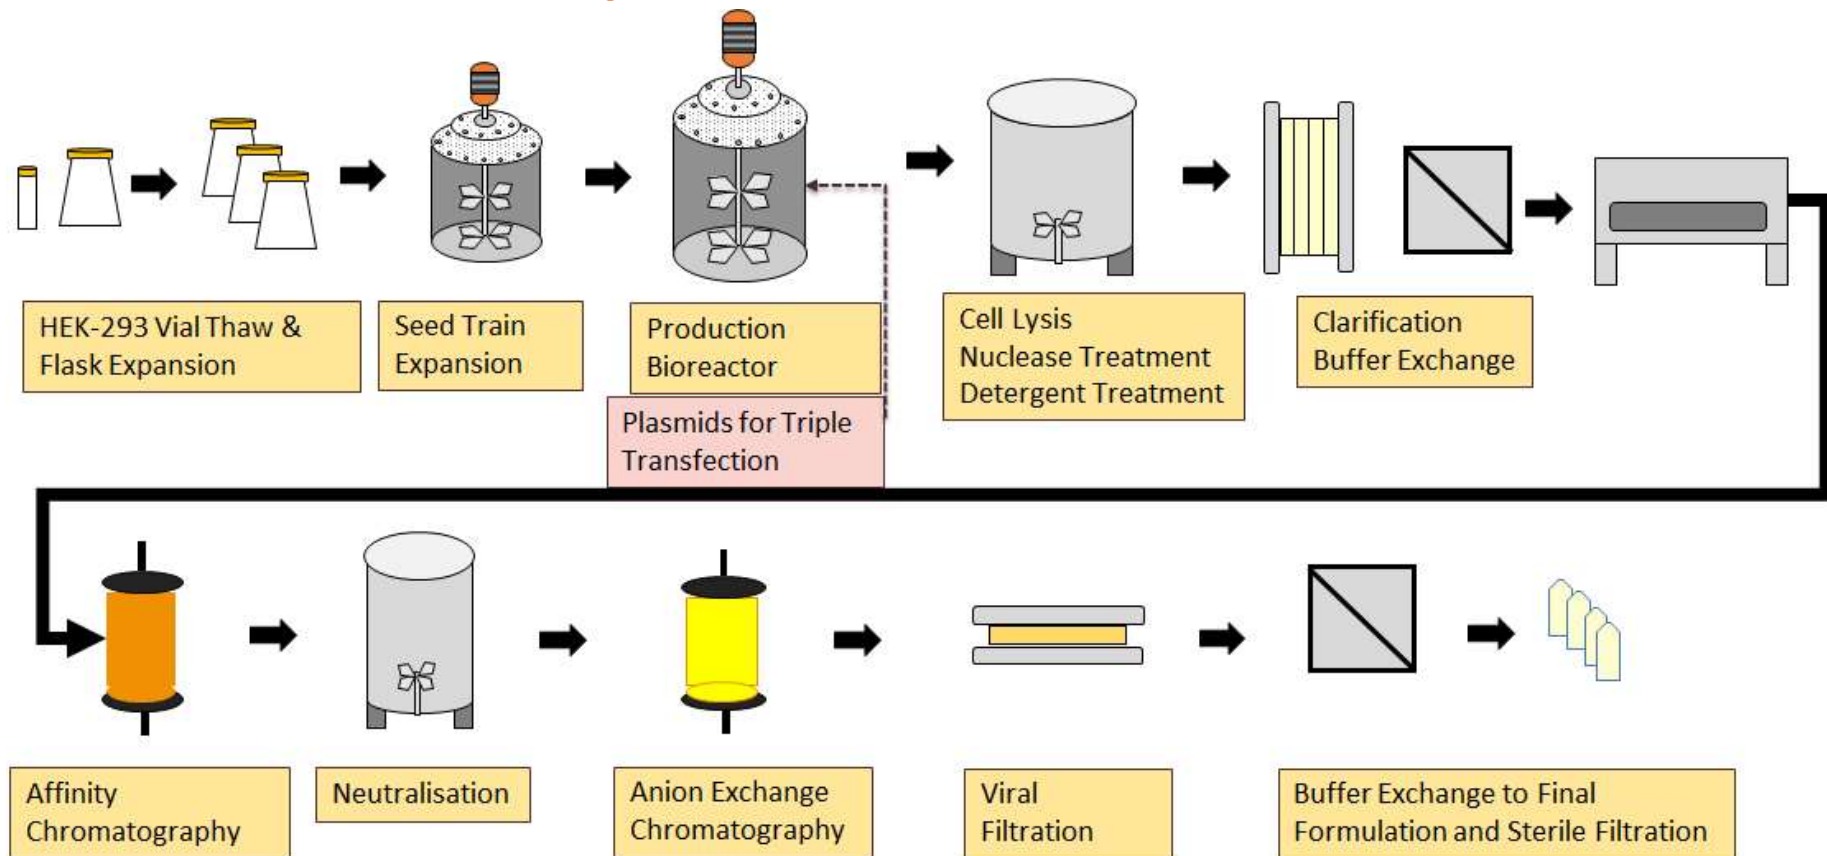 HEK-293 Vial Thaw &
Flask Expansion
Seed Train
Expansion
Production
Bioreactor
Plasmids for Triple
Transfection
Cell Lysis
Nuclease Treatment
Detergent Treatment
Clarification
Buffer Exchange
Affinity
Chromatography
Neutralisation
Anion Exchange
Chromatography
Viral
Filtration
Buffer Exchange to Final
Formulation and Sterile Filtration